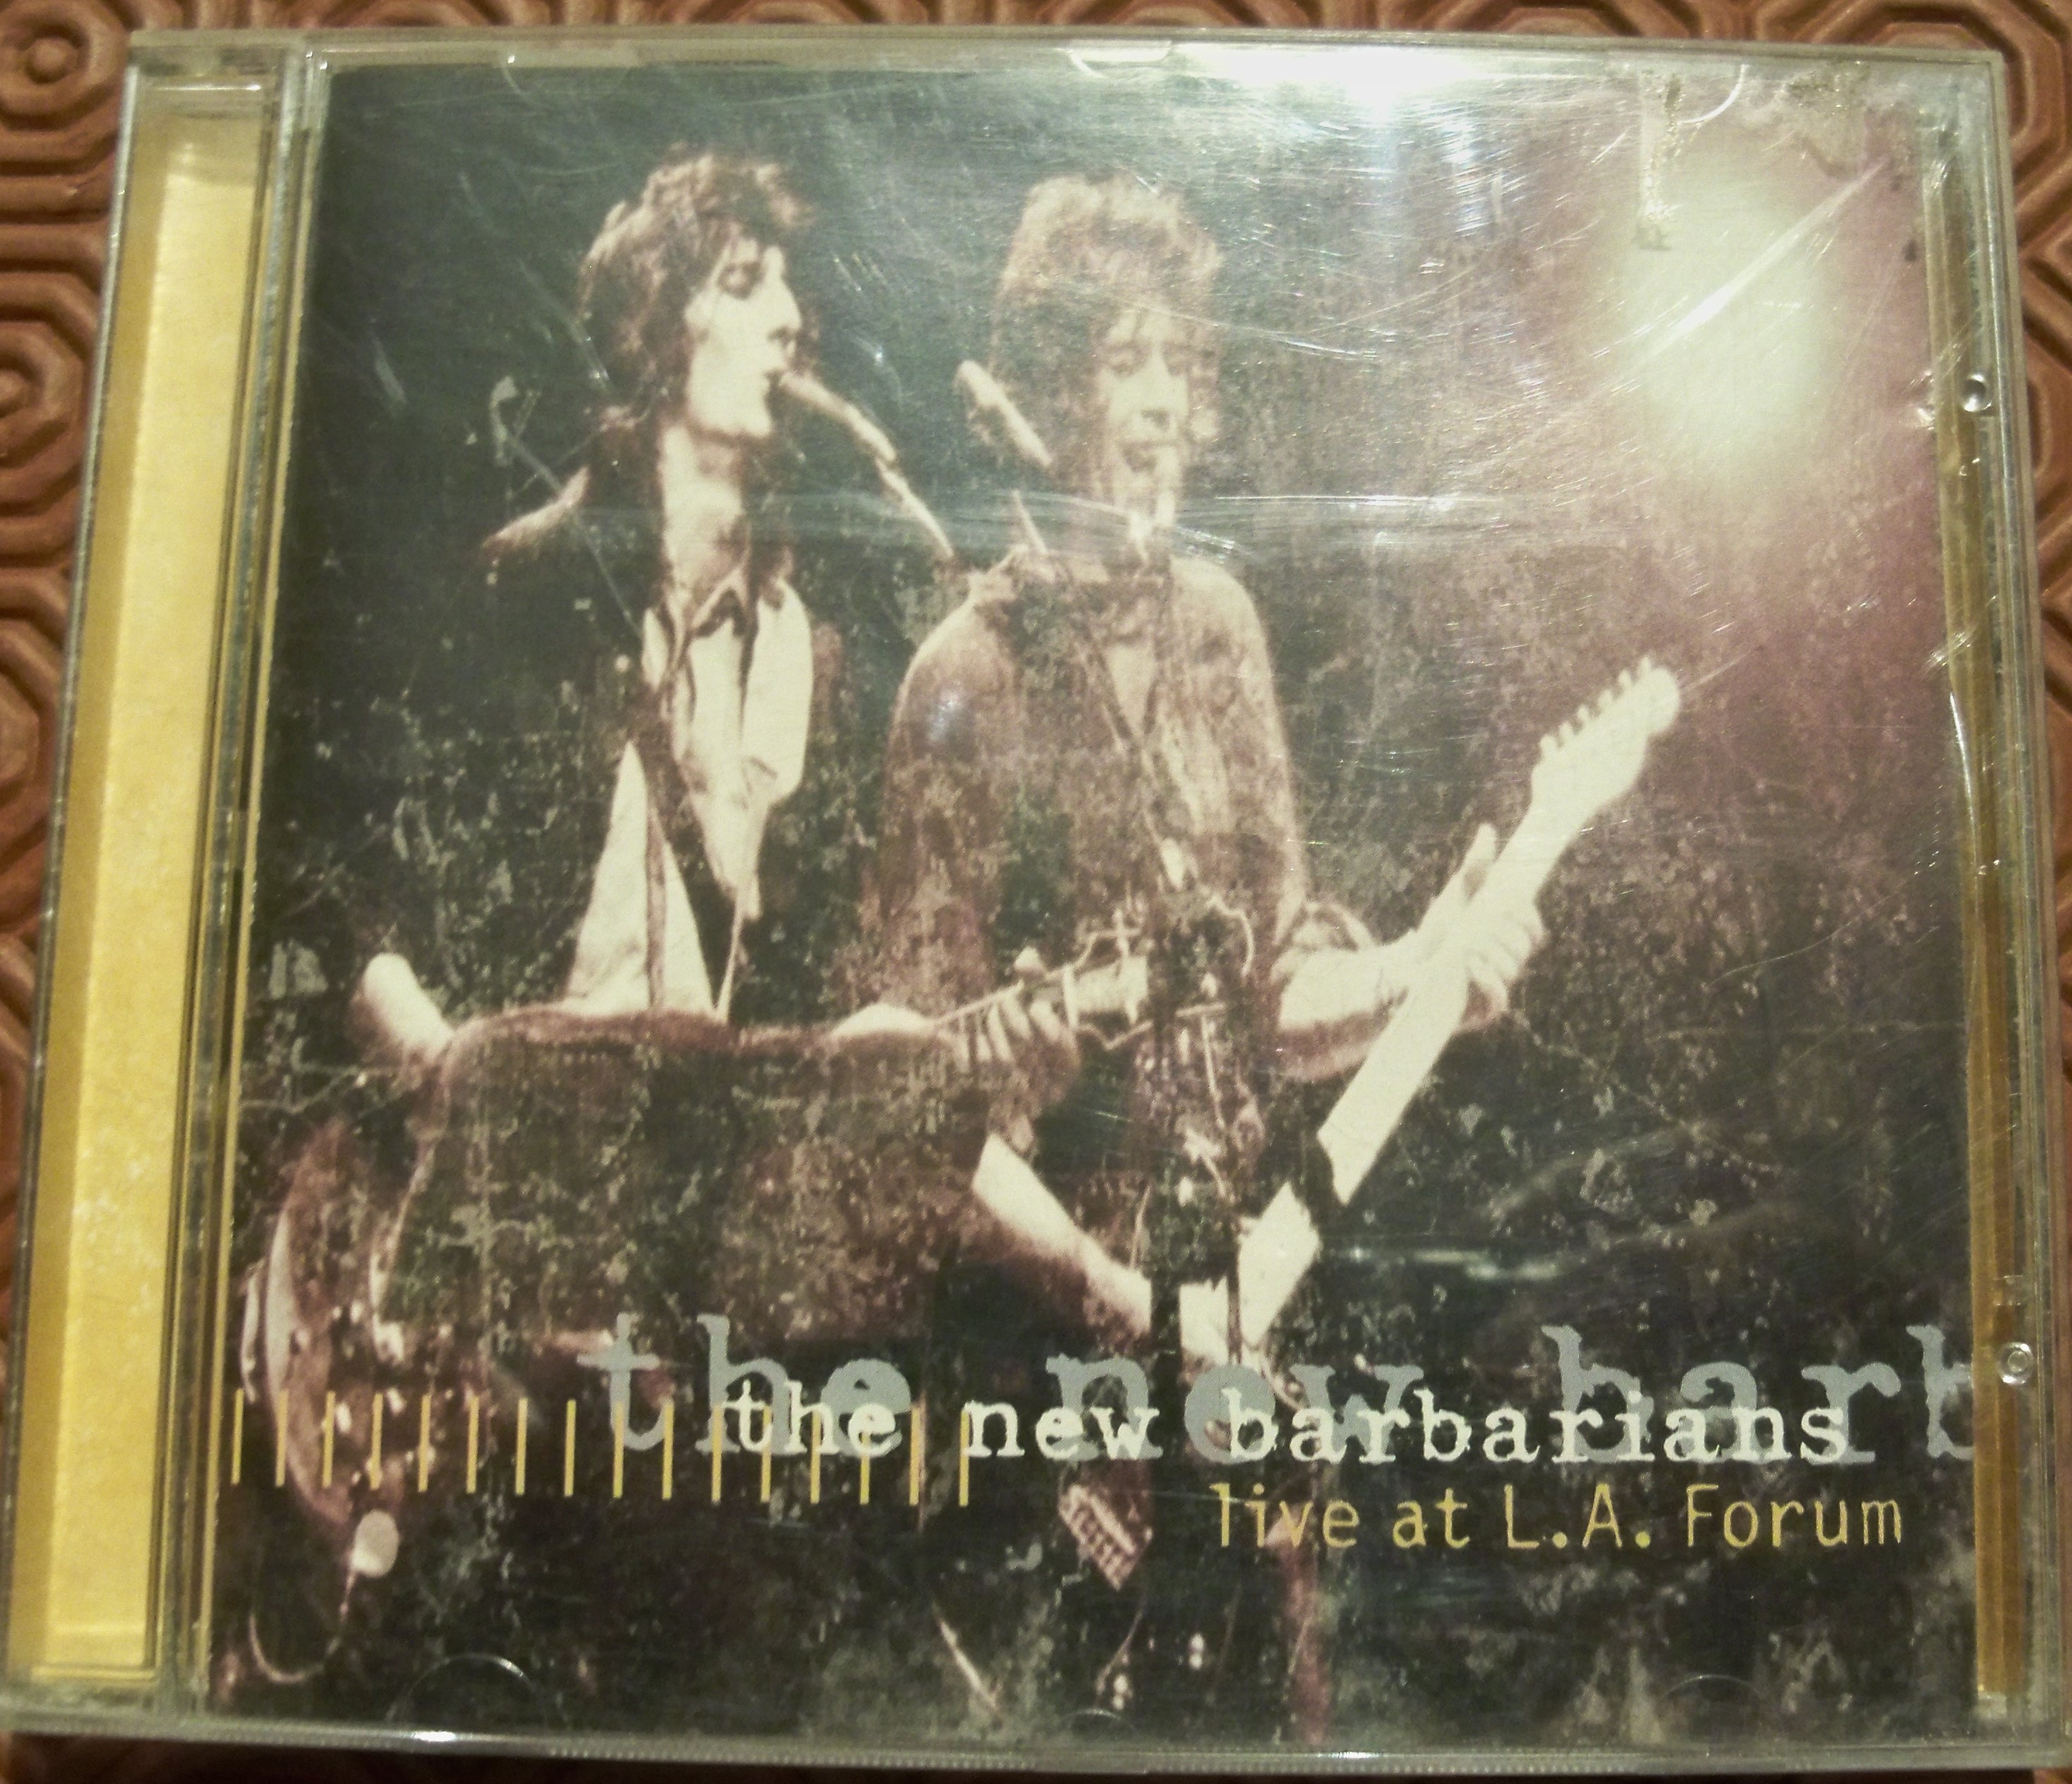 the new barb
the new barbarians
live at L.A. Forum